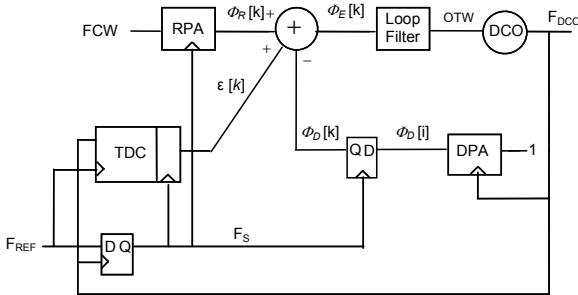 Φ_R[k]+
Φ_E[k]
FCW
RPA
+
Loop
Filter
OTW
DCO
F_DCO
+
−
ε[k]
Φ_D[k]
Φ_D[i]
TDC
Q D
DPA
1
F_REF
D Q
F_S